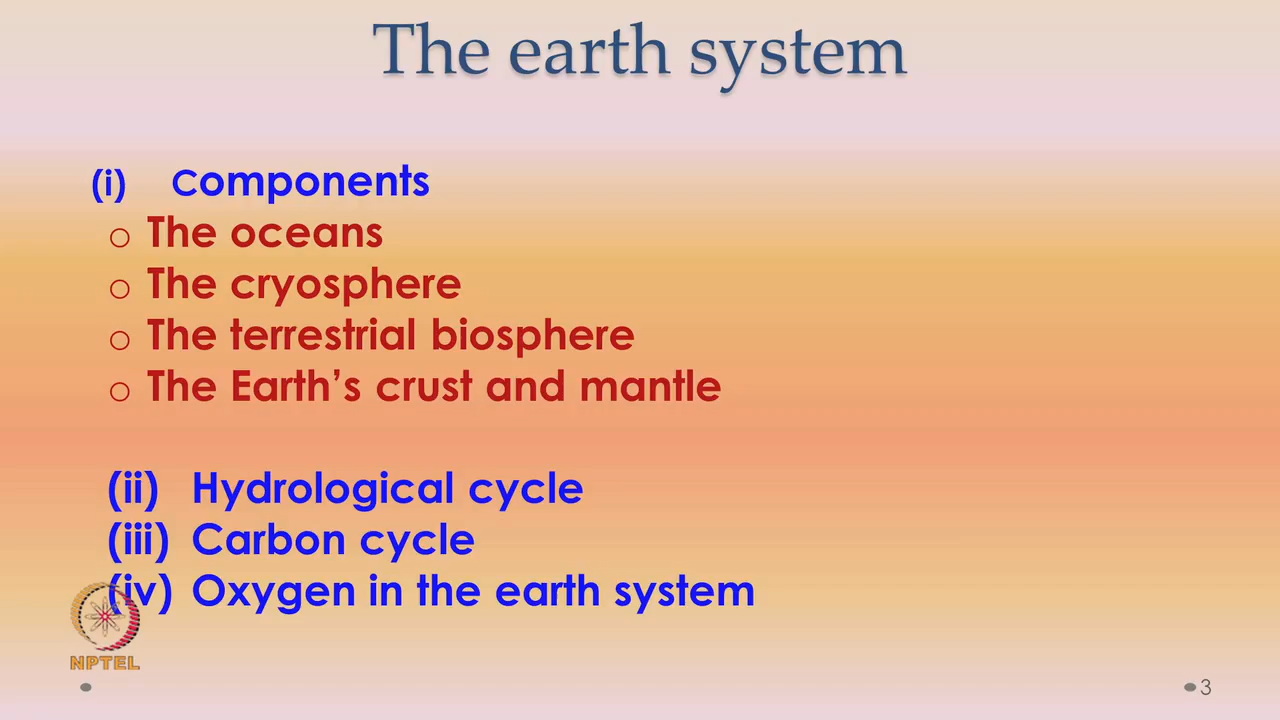 The earth system
(i) Components
o The oceans
o The cryosphere
o The terrestrial biosphere
o The Earth's crust and mantle
(ii) Hydrological cycle
(iii) Carbon cycle
(iv) Oxygen in the earth system
NPTEL
3